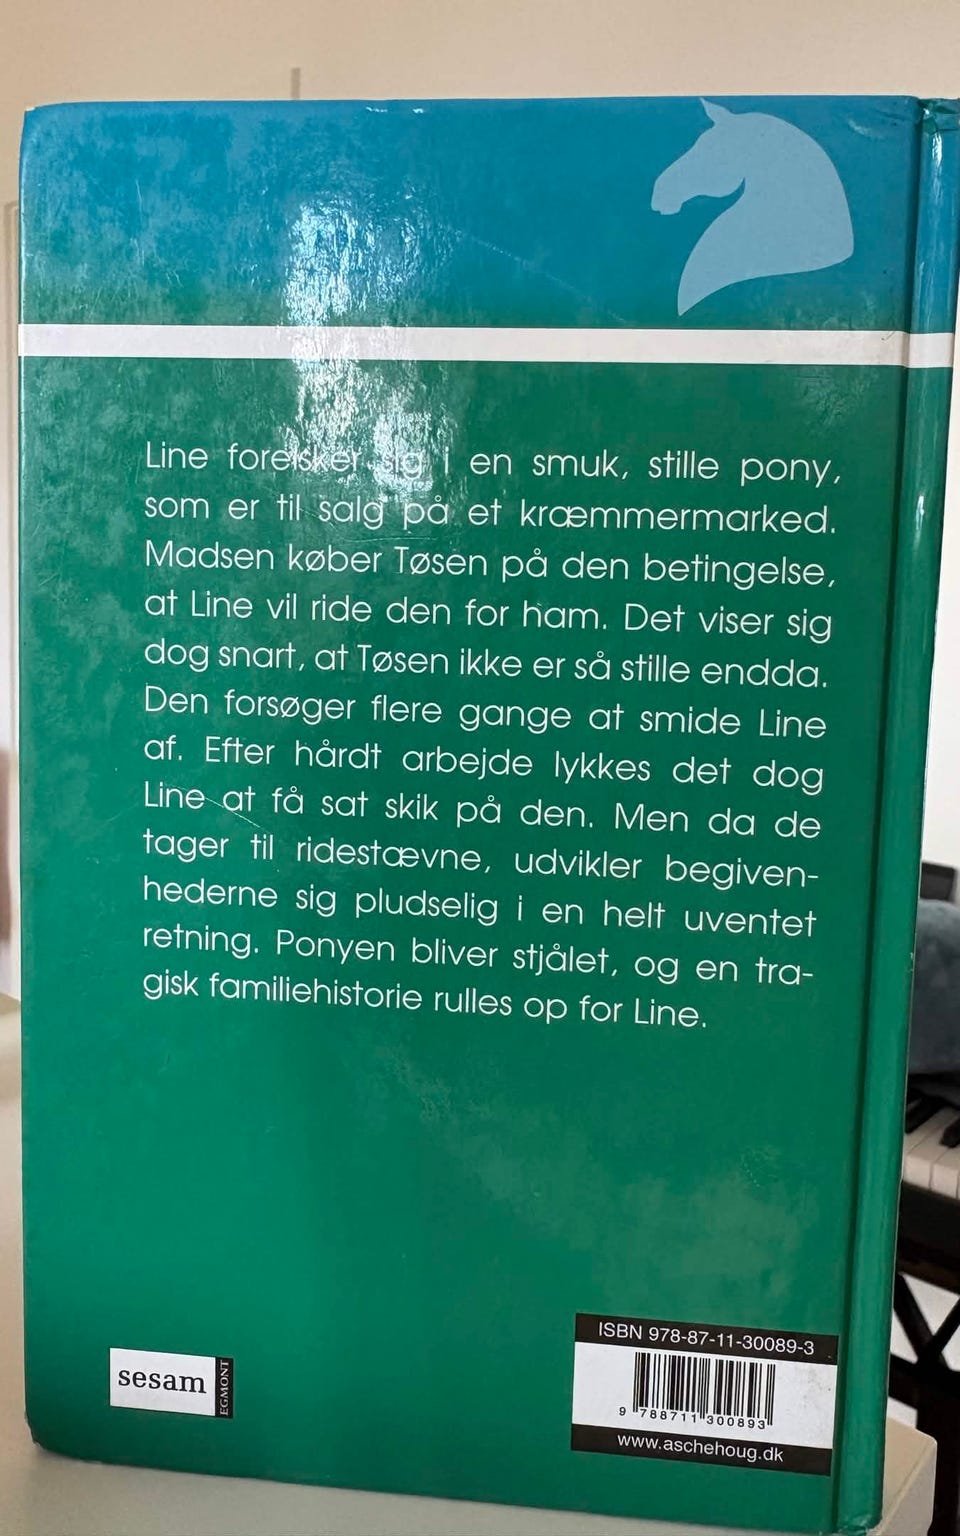 Line forelsker sig i en smuk, stille pony,
som er til salg på et kræmmermarked.
Madsen køber Tøsen på den betingelse,
at Line vil ride den for ham. Det viser sig
dog snart, at Tøsen ikke er så stille endda.
Den forsøger flere gange at smide Line
af. Efter hårdt arbejde lykkes det dog
Line at få sat skik på den. Men da de
tager til ridestævne, udvikler begiven-
hederne sig pludselig i en helt uventet
retning. Ponyen bliver stjålet, og en tra-
gisk familiehistorie rulles op for Line.
sesam
EGMONT
ISBN 978-87-11-30089-3
9 788711 300893
www.aschehoug.dk